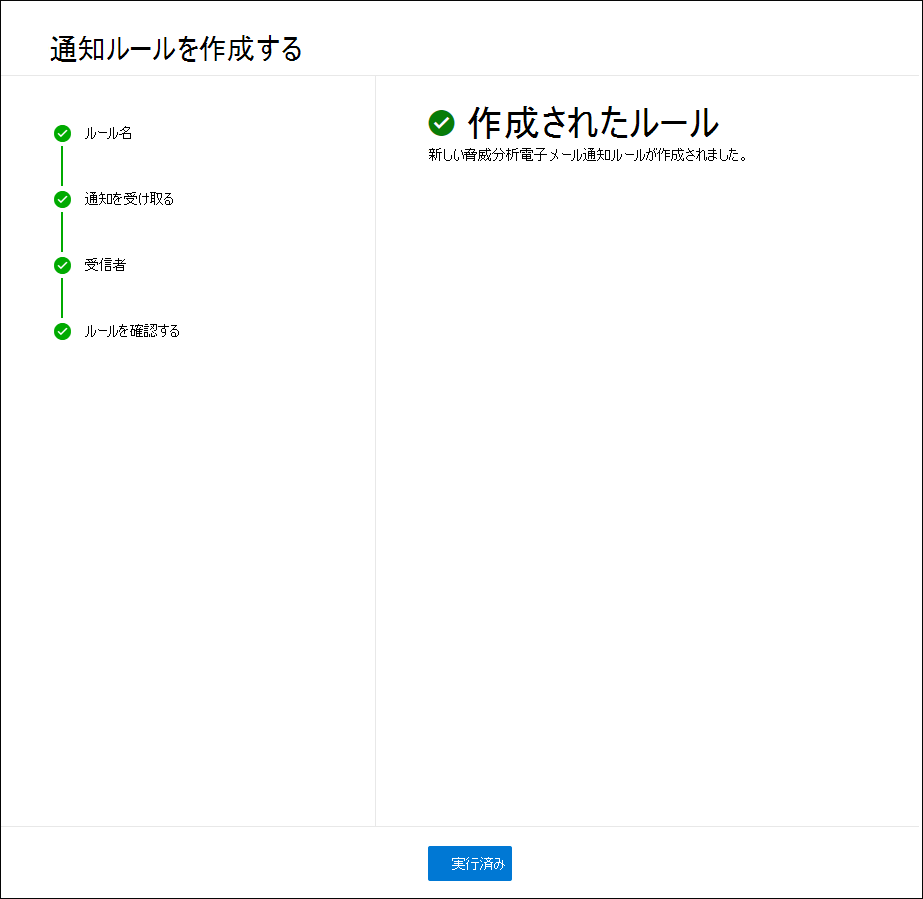 通知ルールを作成する
ルール名
通知を受け取る
受信者
ルールを確認する
作成されたルール
新しい脅威分析電子メール通知ルールが作成されました。
実行済み